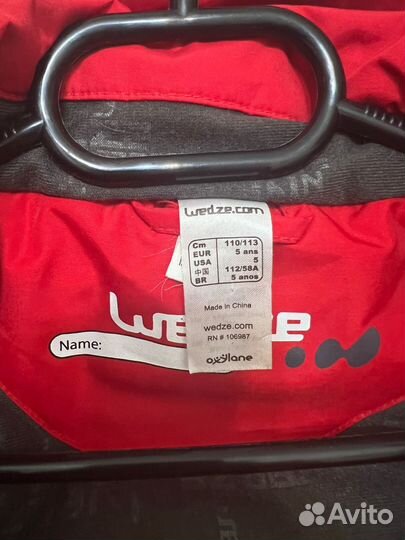 wedze.com
Cm 110/113
EUR 5 ans
USA 5
中国 112/58A
BR 5 anos
Made in China
wedze.com
RN # 106987
oxylane
Name:
Avito